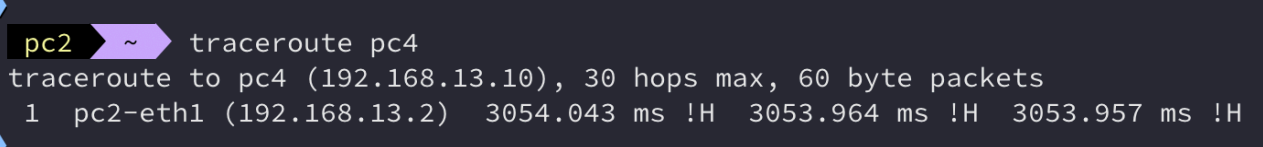 pc2 ~ traceroute pc4
traceroute to pc4 (192.168.13.10), 30 hops max, 60 byte packets
1 pc2-eth1 (192.168.13.2) 3054.043 ms !H 3053.964 ms !H 3053.957 ms !H